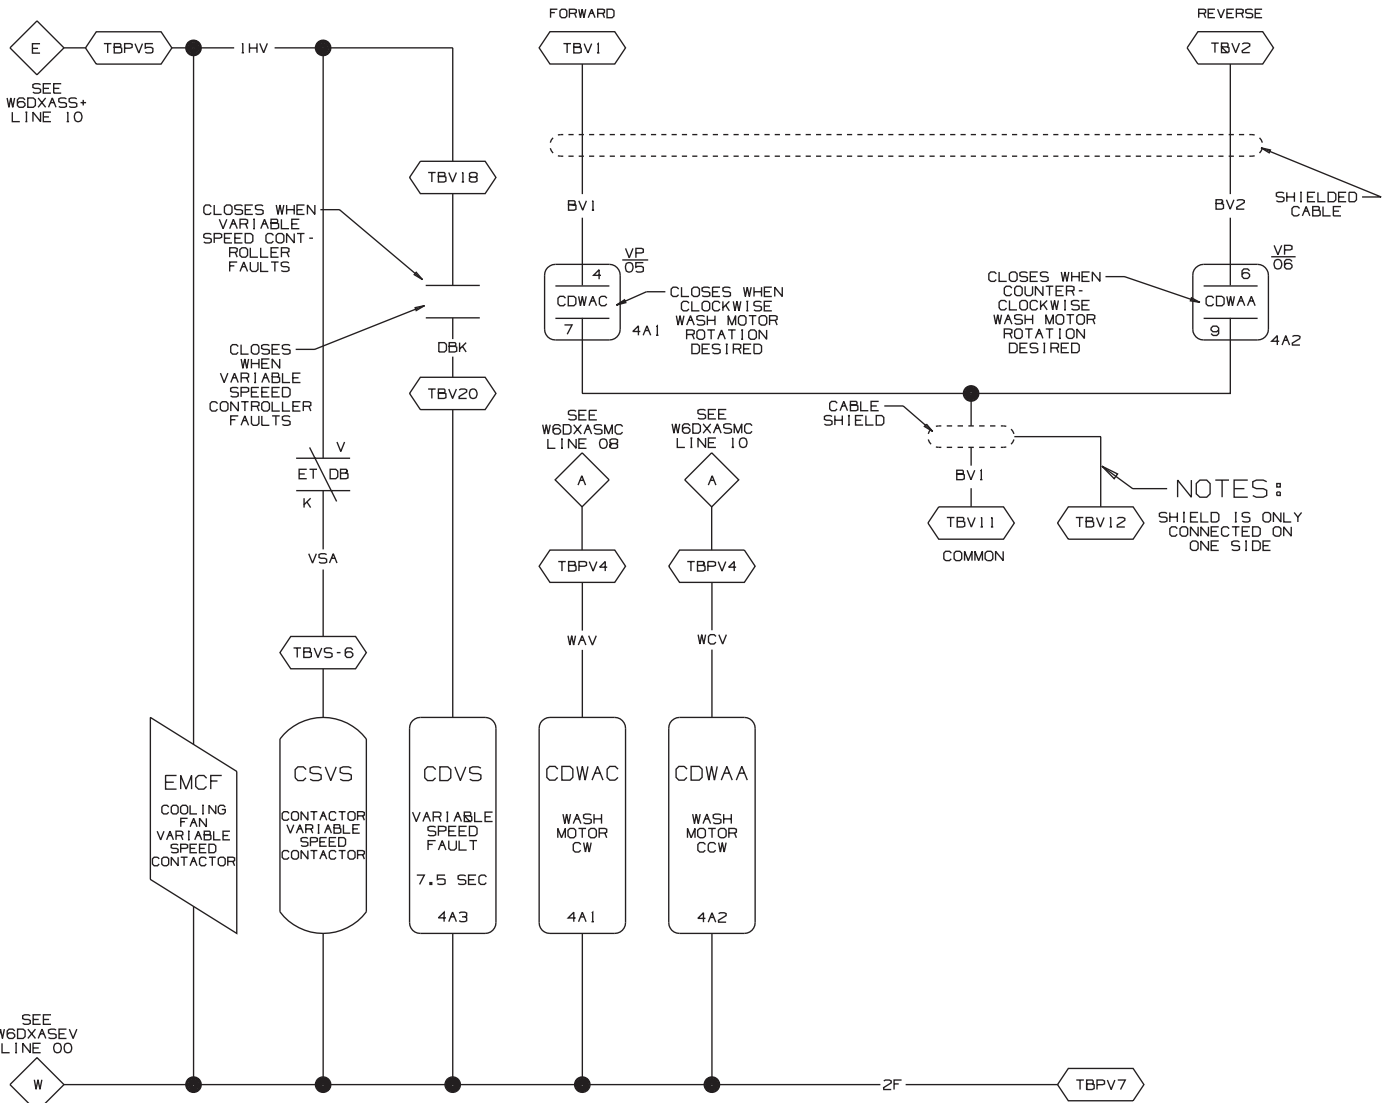 FORWARD
REVERSE
E
TBPV5
1HV
TBV1
TBV2
SEE
W6DXASS+
LINE 10
TBV18
SHIELDED
CABLE
BV1
BV2
CLOSES WHEN
VARIABLE
SPEED CONT-
ROLLER
FAULTS
VP
05
VP
06
4
CDWAC
7
4A1
CLOSES WHEN
CLOCKWISE
WASH MOTOR
ROTATION
DESIRED
CLOSES WHEN
COUNTER-
CLOCKWISE
WASH MOTOR
ROTATION
DESIRED
6
CDWAA
9
4A2
CLOSES
WHEN
VARIABLE
SPEEED
CONTROLLER
FAULTS
DBK
TBV20
SEE
W6DXASMC
LINE 08
SEE
W6DXASMC
LINE 10
CABLE
SHIELD
V
ET DB
K
A
A
BV1
NOTES:
SHIELD IS ONLY
CONNECTED ON
ONE SIDE
TBV11
TBV12
COMMON
VSA
TBPV4
TBPV4
WAV
WCV
TBVS-6
EMCF
COOLING
FAN
VARIABLE
SPEED
CONTACTOR
CSVS
CONTACTOR
VARIABLE
SPEED
CONTACTOR
CDVS
VARIABLE
SPEED
FAULT
7.5 SEC
4A3
CDWAC
WASH
MOTOR
CW
4A1
CDWAA
WASH
MOTOR
CCW
4A2
SEE
W6DXASEV
LINE 00
W
2F
TBPV7